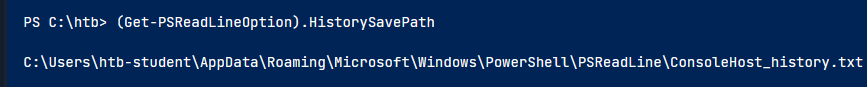 PS C:\htb> (Get-PSReadLineOption).HistorySavePath
C:\Users\htb-student\AppData\Roaming\Microsoft\Windows\PowerShell\PSReadLine\ConsoleHost_history.txt